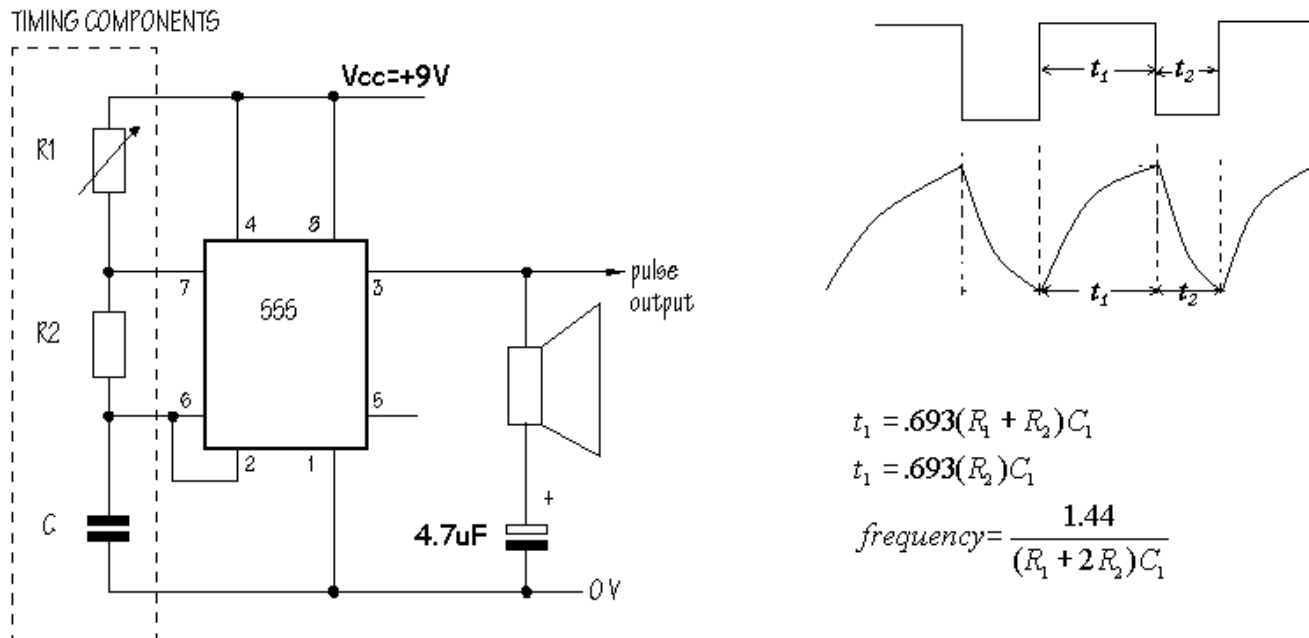 TIMING COMPONENTS
Vcc=+9V
R1
4 8
7 3
555
pulse
output
R2
6 5
2 1
C
+
4.7uF
0V
t₁ t₂
t₁ t₂
t₁ = .693(R₁ + R₂)C₁
t₁ = .693(R₂)C₁
frequency = 1.44
(R₁ + 2R₂)C₁